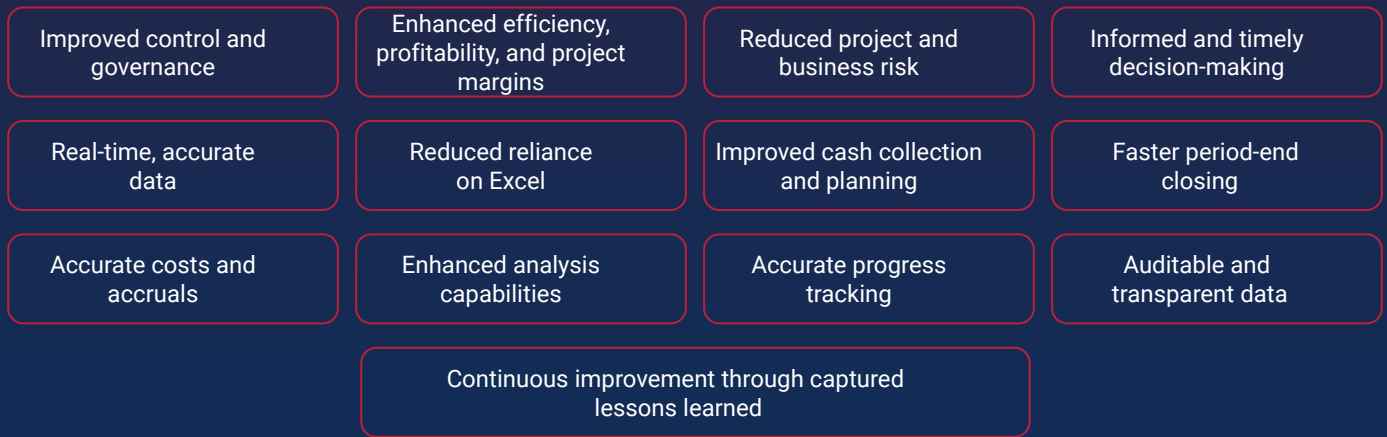 Improved control and
governance
Enhanced efficiency,
profitability, and project
margins
Reduced project and
business risk
Informed and timely
decision-making
Real-time, accurate
data
Reduced reliance
on Excel
Improved cash collection
and planning
Faster period-end
closing
Accurate costs and
accruals
Enhanced analysis
capabilities
Accurate progress
tracking
Auditable and
transparent data
Continuous improvement through captured
lessons learned